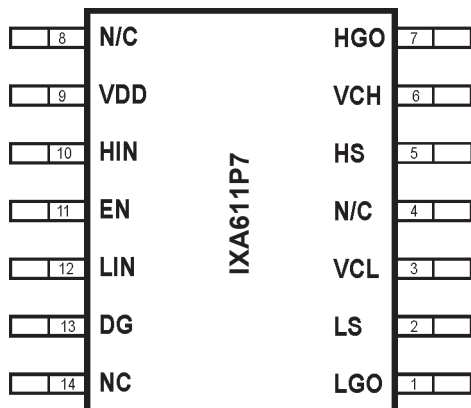 8 N/C HGO 7
9 VDD VCH 6
10 HIN HS 5
11 EN N/C 4
12 LIN VCL 3
13 DG LS 2
14 NC LGO 1
IXA611P7